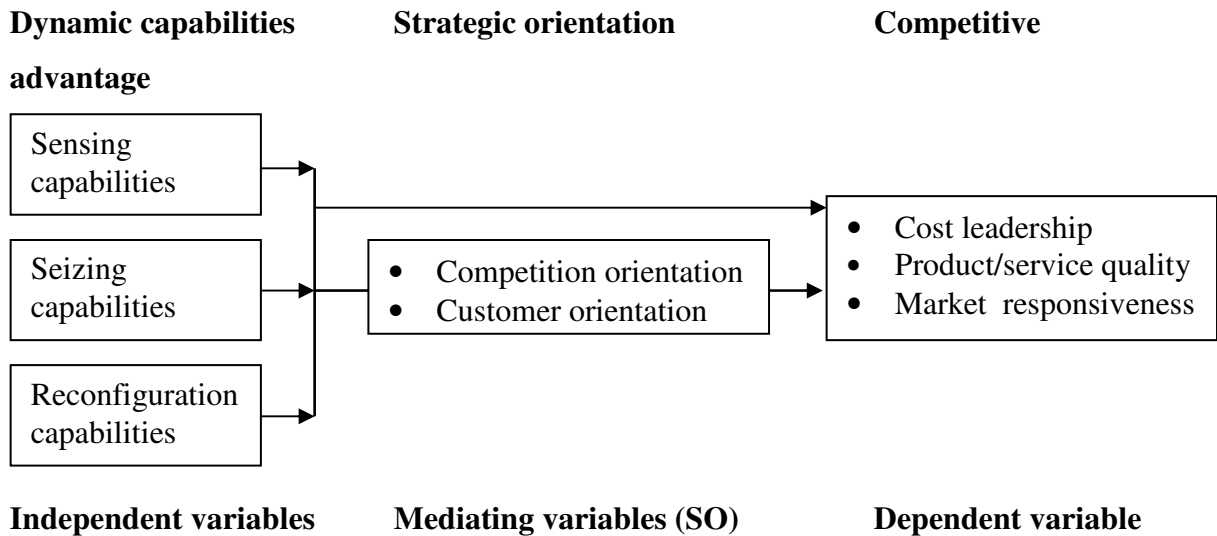 Dynamic capabilities Strategic orientation Competitive
advantage
Sensing
capabilities
Seizing
capabilities
Reconfiguration
capabilities
• Competition orientation
• Customer orientation
• Cost leadership
• Product/service quality
• Market responsiveness
Independent variables Mediating variables (SO) Dependent variable